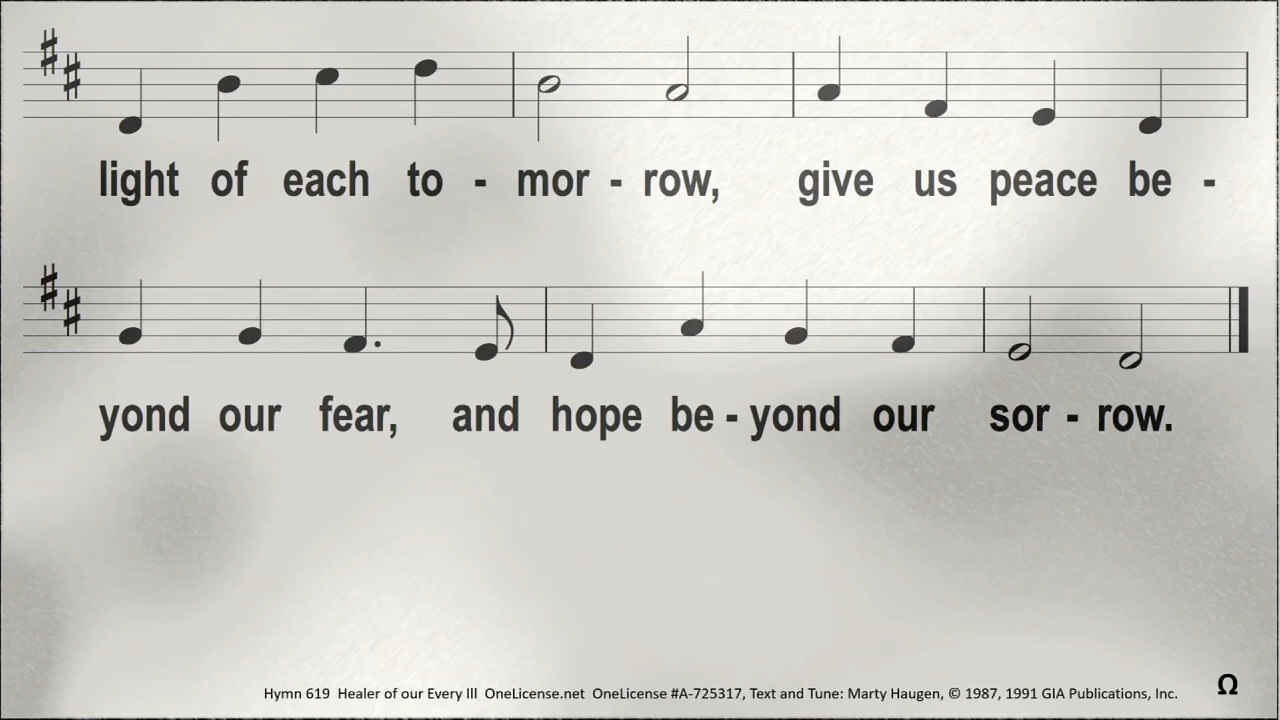 light of each to - mor - row, give us peace be -
yond our fear, and hope be - yond our sor - row.
Hymn 619 Healer of our Every Ill OneLicense.net OneLicense #A-725317, Text and Tune: Marty Haugen, © 1987, 1991 GIA Publications, Inc.
Ω